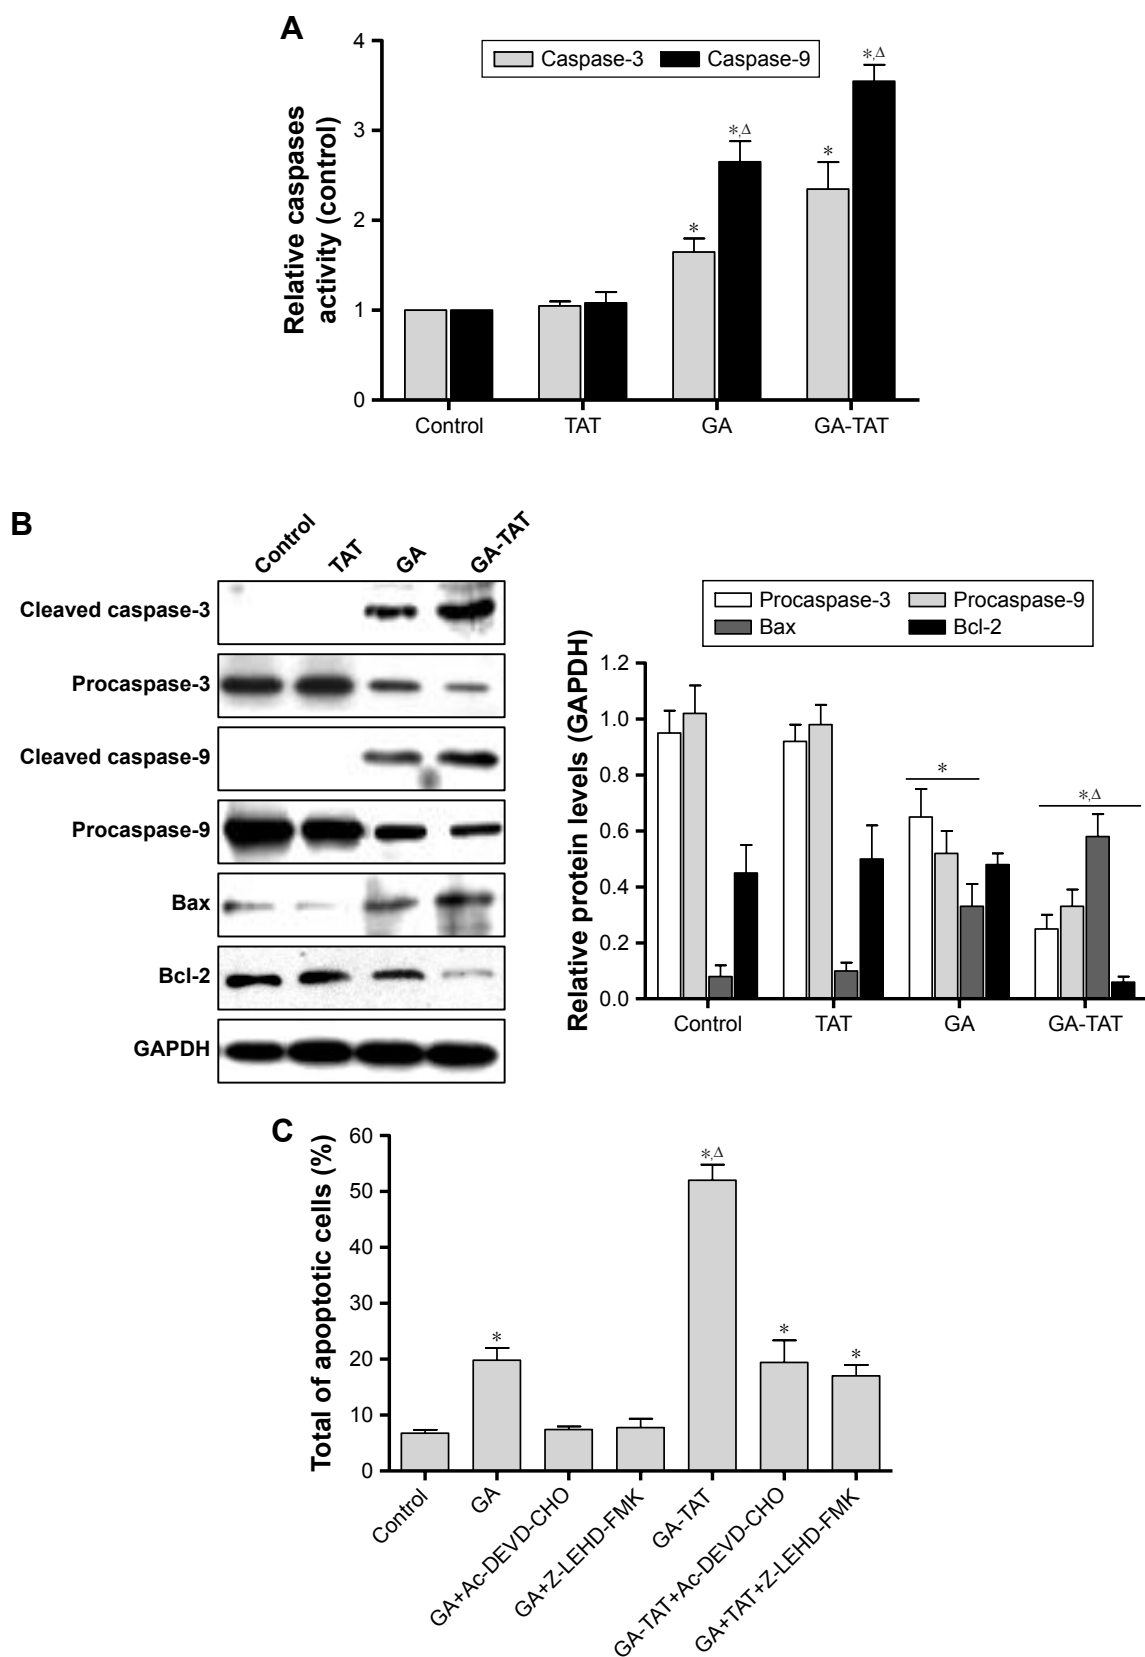 A
4
3
2
1
0
Relative caspases
activity (control)
Caspase-3
Caspase-9
*
*,Δ
*
*,Δ
Control
TAT
GA
GA-TAT
B
Control
TAT
GA
GA-TAT
Cleaved caspase-3
Procaspase-3
Cleaved caspase-9
Procaspase-9
Bax
Bcl-2
GAPDH
Procaspase-3
Procaspase-9
Bax
Bcl-2
Relative protein levels (GAPDH)
1.2
1.0
0.8
0.6
0.4
0.2
0.0
*
*,Δ
Control
TAT
GA
GA-TAT
C
Total of apoptotic cells (%)
60
50
40
30
20
10
0
*
*,Δ
*
*
Control
GA
GA+Ac-DEVD-CHO
GA+Z-LEHD-FMK
GA-TAT
GA-TAT+Ac-DEVD-CHO
GA+TAT+Z-LEHD-FMK